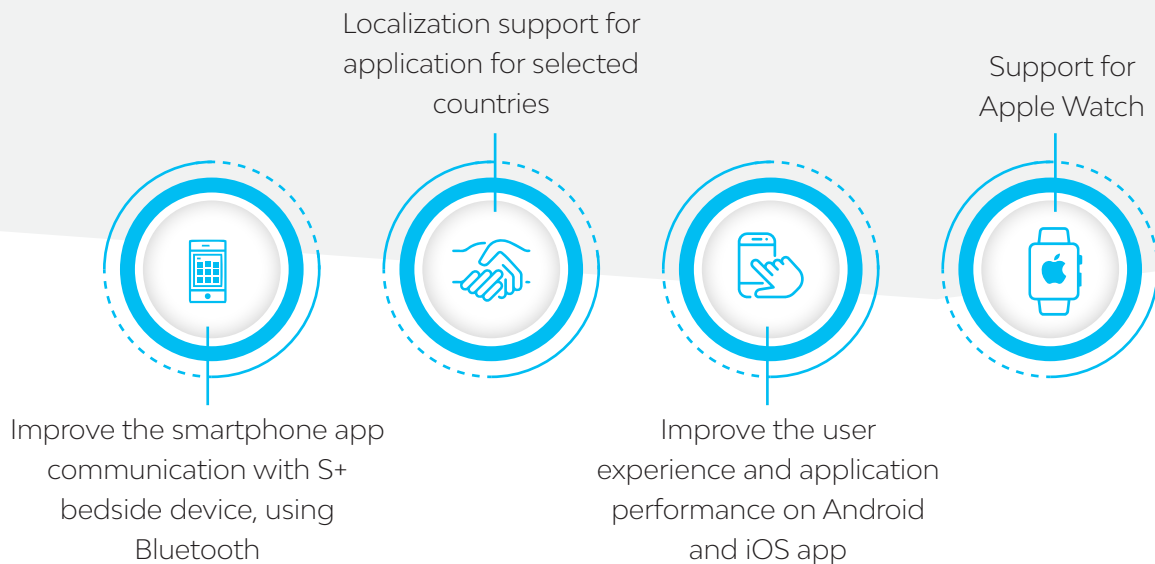 Localization support for
application for selected
countries
Support for
Apple Watch
Improve the smartphone app
communication with S+
bedside device, using
Bluetooth
Improve the user
experience and application
performance on Android
and iOS app